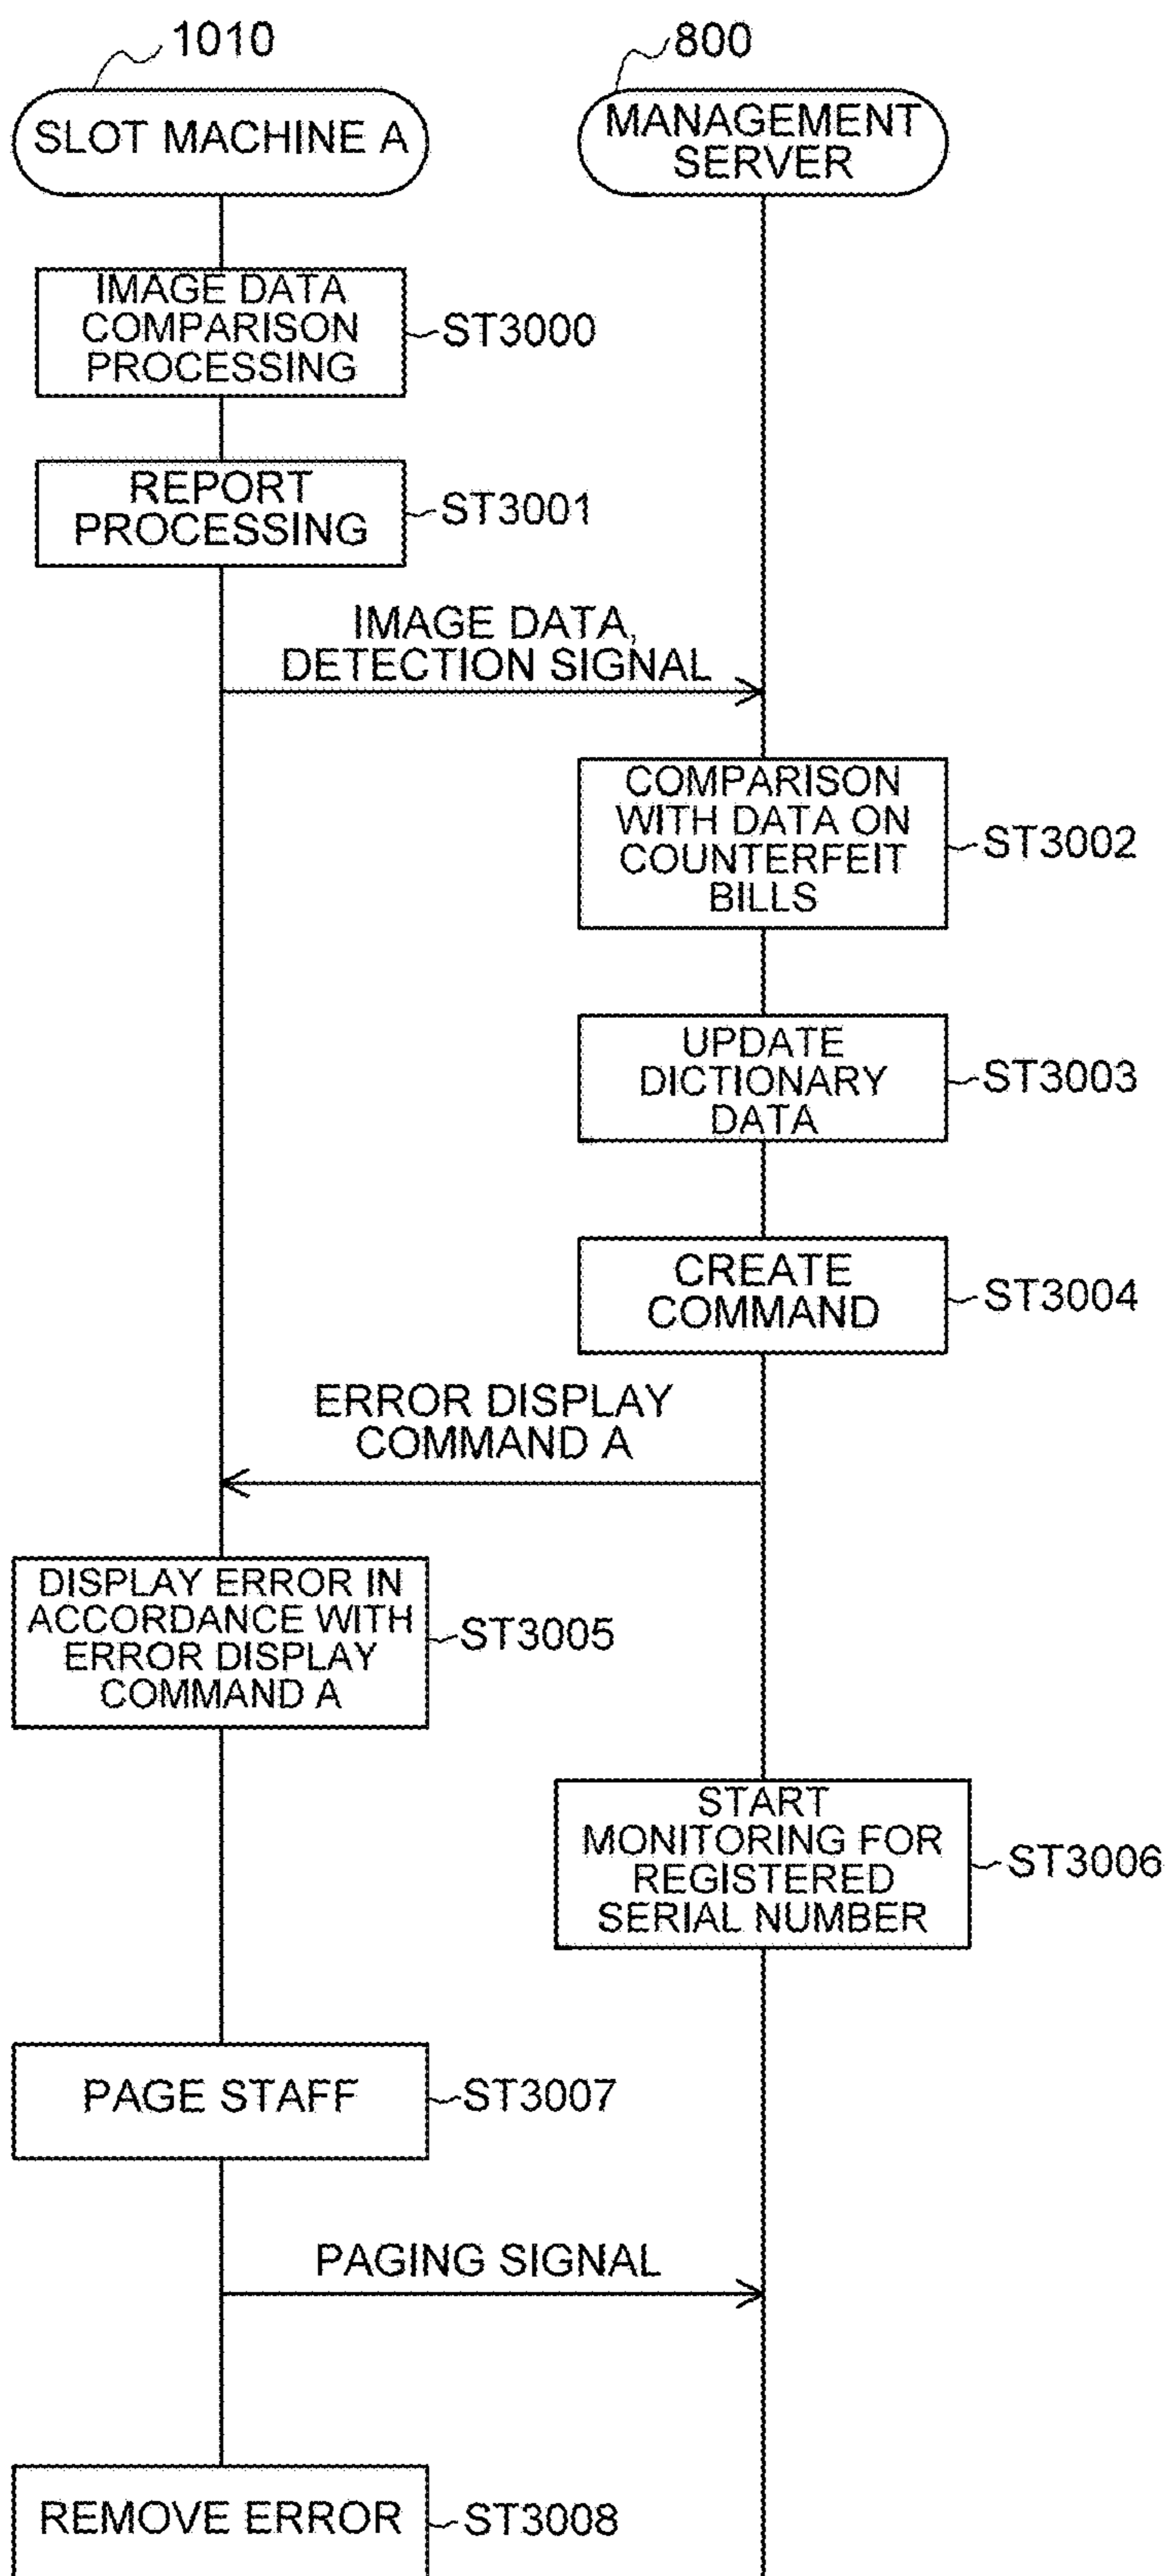 1010
800
SLOT MACHINE A
MANAGEMENT
SERVER
IMAGE DATA
COMPARISON
PROCESSING
ST3000
REPORT
PROCESSING
ST3001
IMAGE DATA,
DETECTION SIGNAL
COMPARISON
WITH DATA ON
COUNTERFEIT
BILLS
ST3002
UPDATE
DICTIONARY
DATA
ST3003
CREATE
COMMAND
ST3004
ERROR DISPLAY
COMMAND A
DISPLAY ERROR IN
ACCORDANCE WITH
ERROR DISPLAY
COMMAND A
ST3005
START
MONITORING FOR
REGISTERED
SERIAL NUMBER
ST3006
PAGE STAFF
ST3007
PAGING SIGNAL
REMOVE ERROR
ST3008